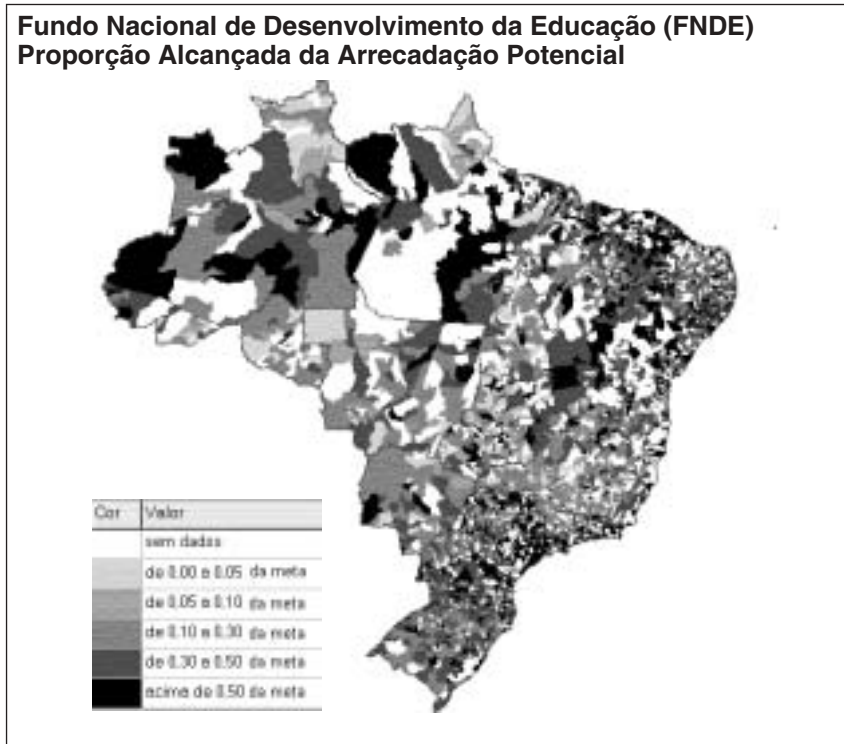 Fundo Nacional de Desenvolvimento da Educação (FNDE)
Proporção Alcançada da Arrecadação Potencial
Cor Valor
sem dados
de 0.00 a 0.05 da meta
de 0.05 a 0.10 da meta
de 0.10 a 0.30 da meta
de 0.30 a 0.50 da meta
acima de 0.50 da meta